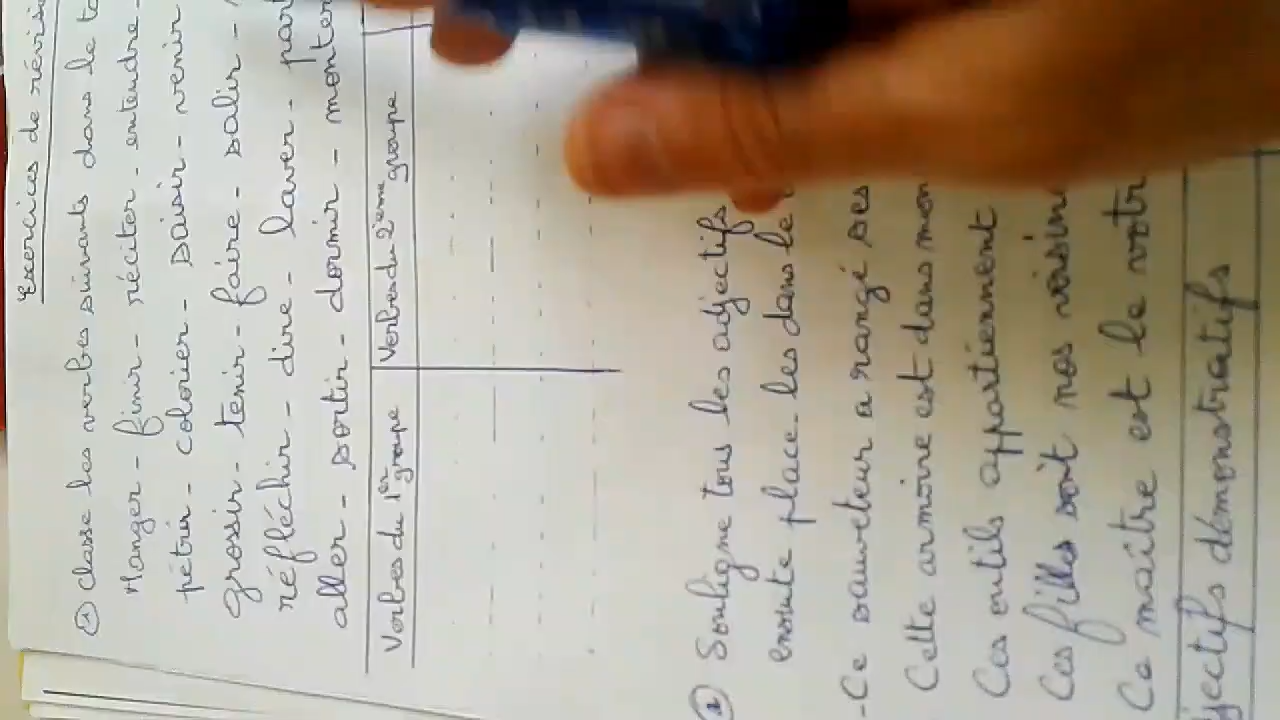 Exercices de révisi
① Classe les verbes suivants dans le ta
Manger - finir - réciter - entendre -
pétrir - colorier - saisir - venir
grossir - tenir - faire - salir -
réfléchir - dire - laver - part
aller - sortir - dormir - monter
Verbes du 1er groupe | Verbes du 2ème groupe
② Souligne tous les adjectifs
ensuite place-les dans le
- Ce sauveteur a rangé ses
Cette armoire est dans mon
Ces outils appartiennent
Ces filles sont nos voisin
Ce maître est le votr
jectifs démonstratifs